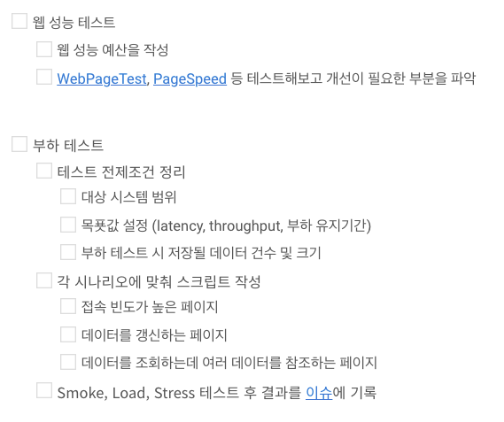 웹 성능 테스트
웹 성능 예산을 작성
WebPageTest, PageSpeed 등 테스트해보고 개선이 필요한 부분을 파악
부하 테스트
테스트 전제조건 정리
대상 시스템 범위
목푯값 설정 (latency, throughput, 부하 유지기간)
부하 테스트 시 저장될 데이터 건수 및 크기
각 시나리오에 맞춰 스크립트 작성
접속 빈도가 높은 페이지
데이터를 갱신하는 페이지
데이터를 조회하는데 여러 데이터를 참조하는 페이지
Smoke, Load, Stress 테스트 후 결과를 이슈에 기록